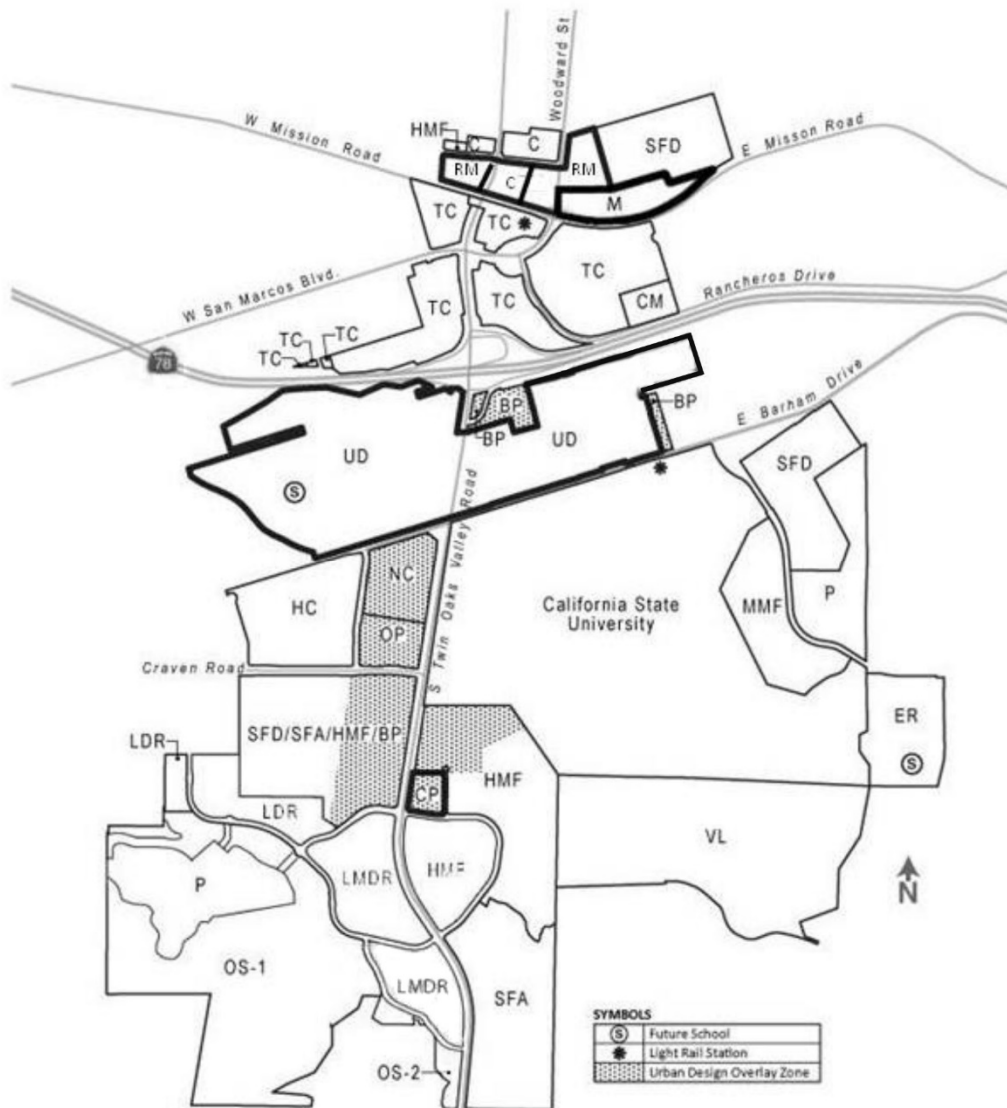 Woodward St
W Mission Road
HMF
C
C
SFD
E Misson Road
RM
C
RM
M
TC
TC
TC
W San Marcos Blvd.
TC
TC
CM
Rancheros Drive
TC
TC
78
BP
BP
BP
E Barham Drive
UD
UD
S
SFD
S Twin Oaks Valley Road
NC
HC
OP
California State
University
MMF
P
Craven Road
SFD/SFA/HMF/BP
ER
S
LDR
HMF
CP
LDR
VL
P
LMDR
HMF
N
OS-1
LMDR
SFA
OS-2
SYMBOLS
S Future School
Light Rail Station
Urban Design Overlay Zone